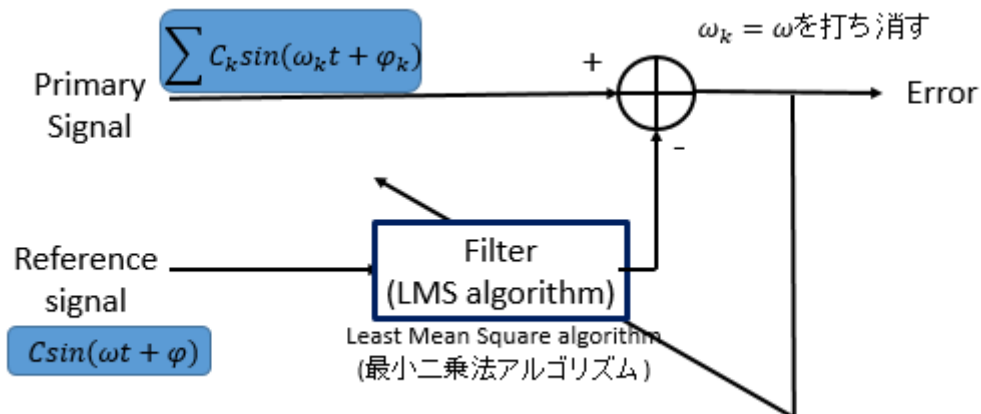 ∑ C_k sin(ω_k t + φ_k)
ω_k = ωを打ち消す
Primary
Signal
+
-
Error
Reference
signal
Csin(ωt + φ)
Filter
(LMS algorithm)
Least Mean Square algorithm
(最小二乗法アルゴリズム)